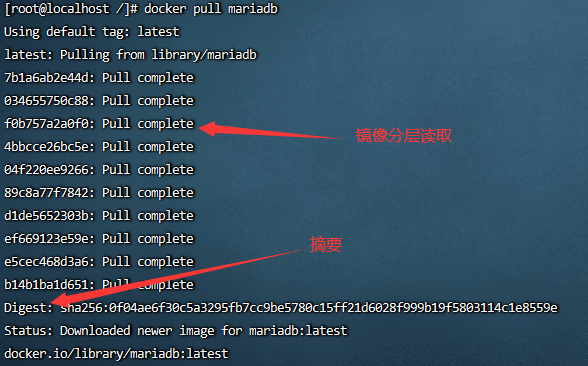 [root@localhost /]# docker pull mariadb
Using default tag: latest
latest: Pulling from library/mariadb
7b1a6ab2e44d: Pull complete
034655750c88: Pull complete
f0b757a2a0f0: Pull complete
镜像分层读取
4bbcce26bc5e: Pull complete
04f220ee9266: Pull complete
89c8a77f7842: Pull complete
d1de5652303b: Pull complete
ef669123e59e: Pull complete
摘要
e5cec468d3a6: Pull complete
b14b1ba1d651: Pull complete
Digest: sha256:0f04ae6f30c5a3295fb7cc9be5780c15ff21d6028f999b19f5803114c1e8559e
Status: Downloaded newer image for mariadb:latest
docker.io/library/mariadb:latest